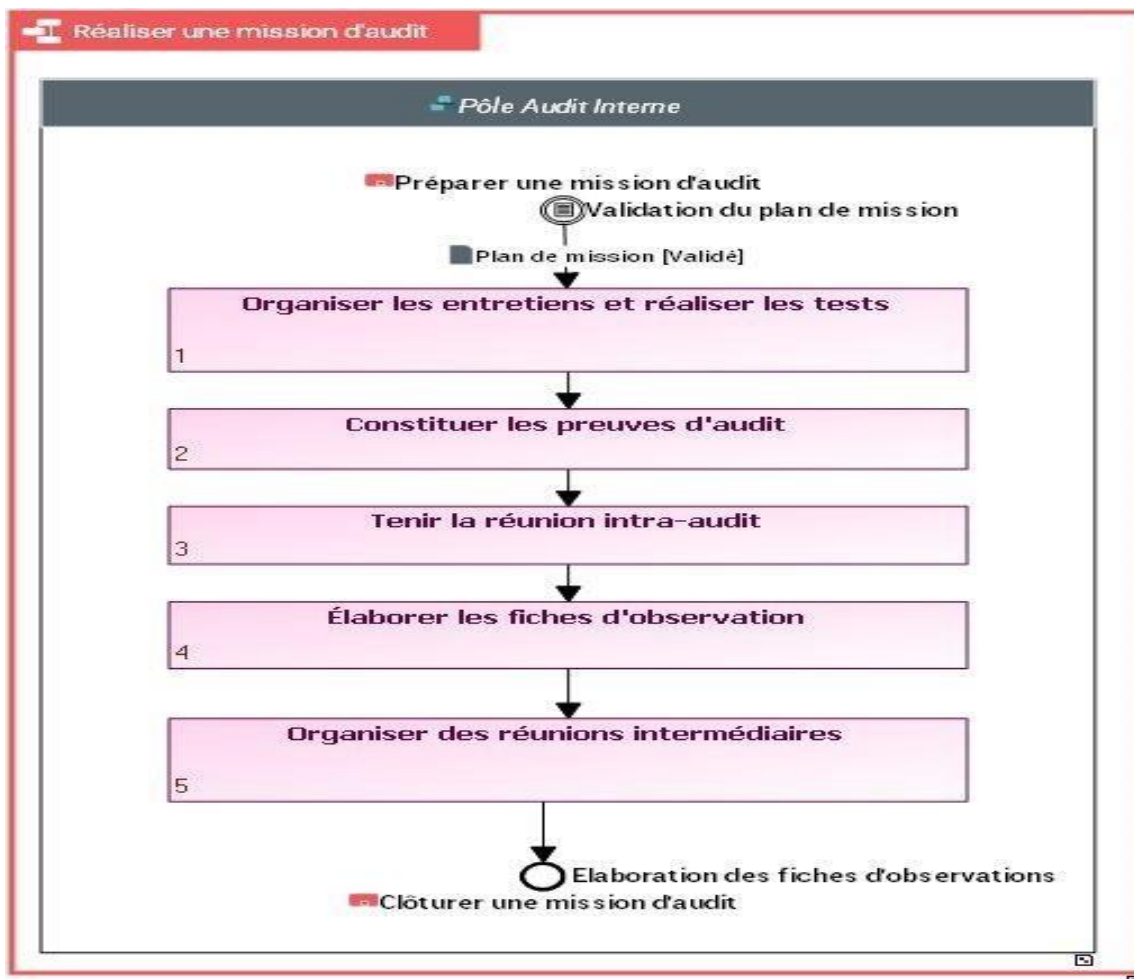 Réaliser une mission d'audit
Pôle Audit Interne
Préparer une mission d'audit
Validation du plan de mission
Plan de mission [Validé]
Organiser les entretiens et réaliser les tests
1
Constituer les preuves d'audit
2
Tenir la réunion intra-audit
3
Élaborer les fiches d'observation
4
Organiser des réunions intermédiaires
5
Elaboration des fiches d'observations
Clôturer une mission d'audit